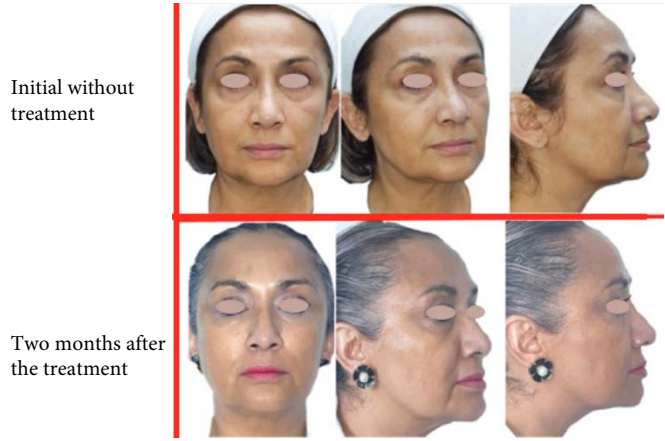 Initial without
treatment
Two months after
the treatment